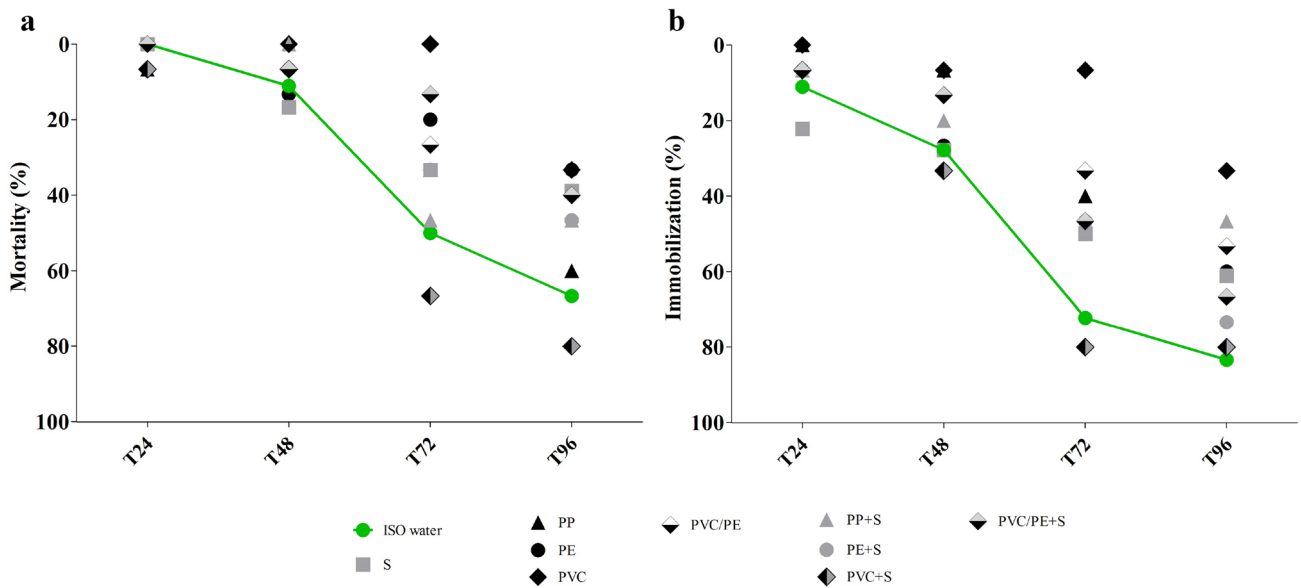 a
Mortality (%)
0
20
40
60
80
100
T24
T48
T72
T96
b
Immobilization (%)
0
20
40
60
80
100
T24
T48
T72
T96
ISO water
S
PP
PE
PVC
PVC/PE
PP+S
PE+S
PVC+S
PVC/PE+S